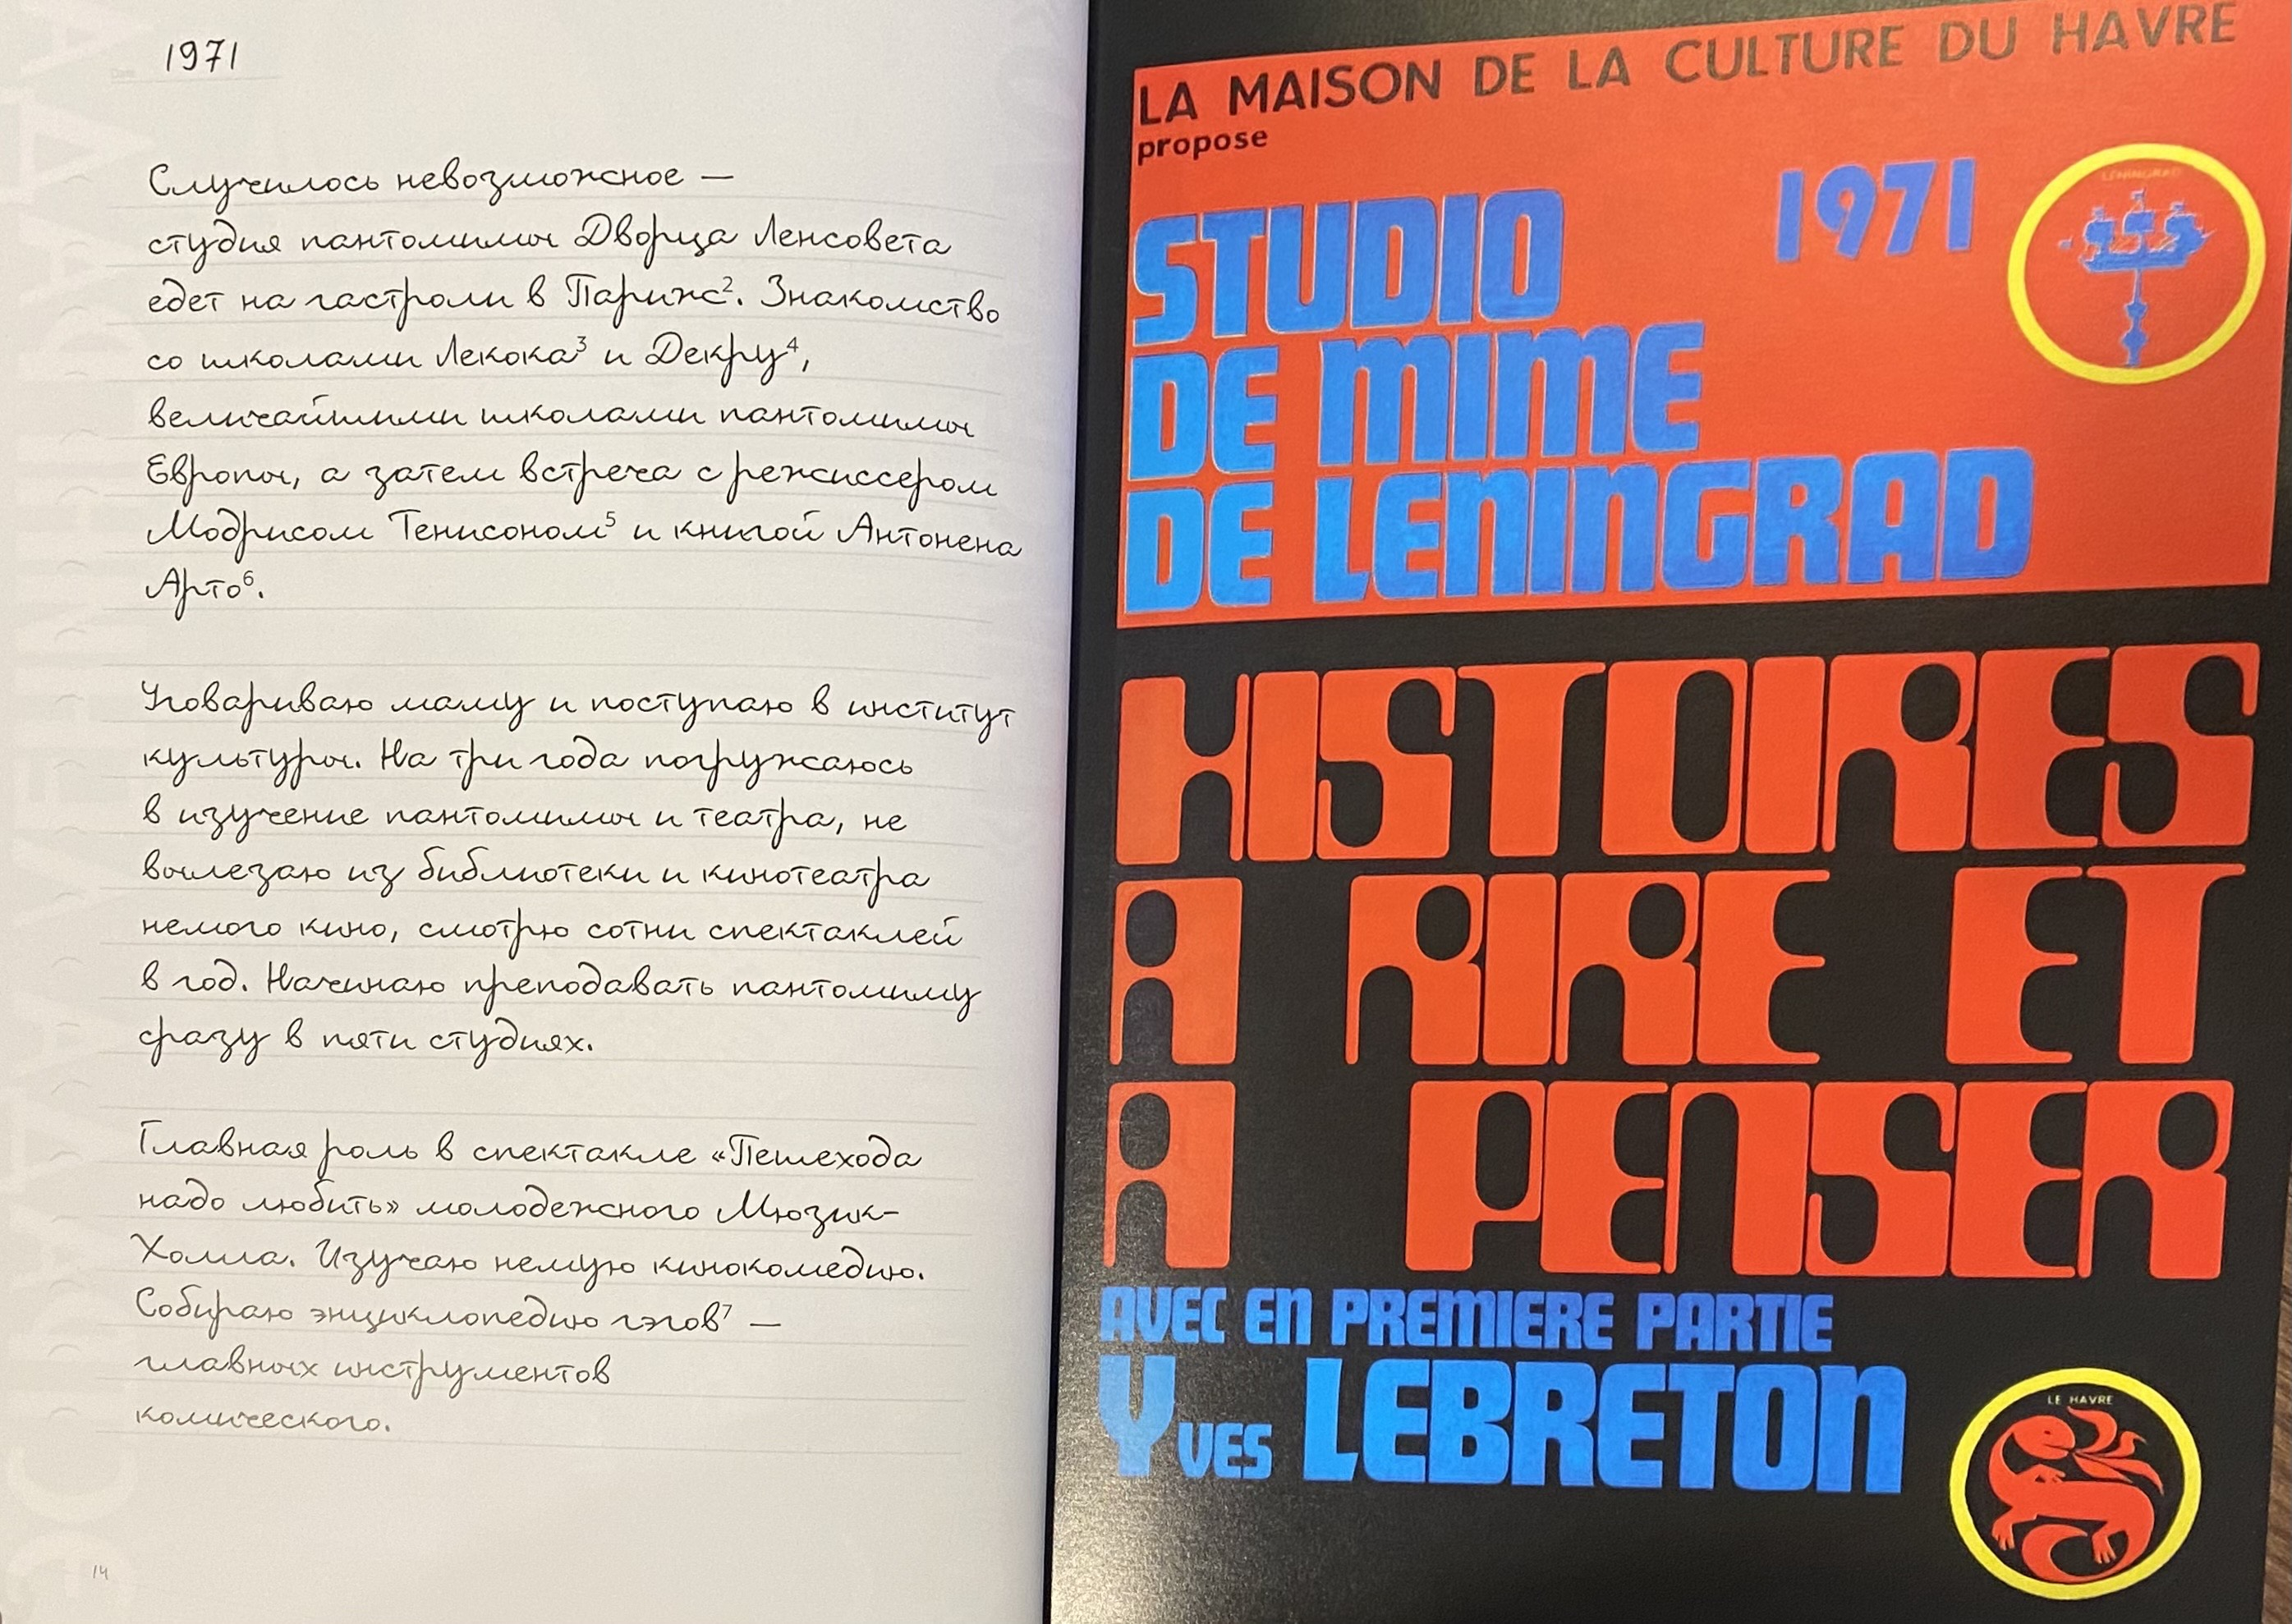 1971
Случилось невозможное —
студия пантомимы Дворца Ленсовета
едет на гастроли в Париж². Знакомство
со школами Лекока³ и Декру⁴,
величайшими школами пантомимы
Европы, а затем встреча с режиссером
Модрисом Тенисоном⁵ и книгой Антонена
Арто⁶.
Уговариваю маму и поступаю в институт
культуры. На три года погружаюсь
в изучение пантомимы и театра, не
вылезаю из библиотеки и кинотеатра
немого кино, смотрю сотни спектаклей
в год. Начинаю преподавать пантомиму
сразу в пяти студиях.
Главная роль в спектакле «Пешехода
надо любить» молодежного Мюзик-
Холла. Изучаю немую кинокомедию.
Собираю энциклопедию гэгов⁷ —
главных инструментов
комического.
14
LA MAISON DE LA CULTURE DU HAVRE
propose
1971
LENINGRAD
STUDIO
DE MIME
DE LENINGRAD
HISTOIRES
A RIRE ET
A PENSER
AVEC EN PREMIERE PARTIE
YVES LEBRETON
LE HAVRE